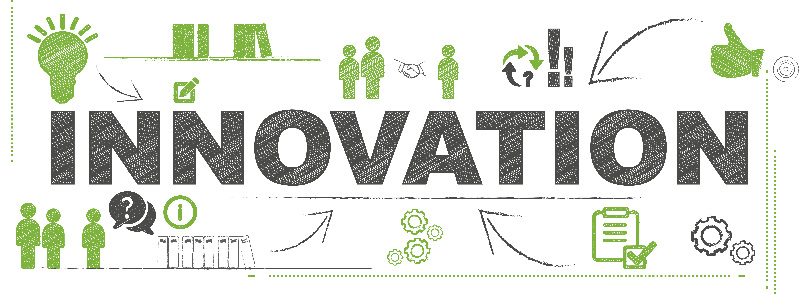 ? !!
INNOVATION
? i